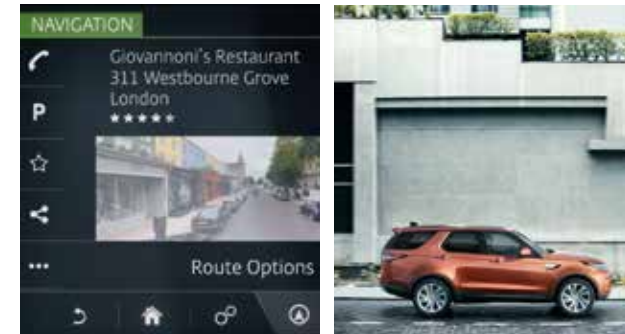 NAVIGATION
Giovannoni's Restaurant
311 Westbourne Grove
London
P
Route Options